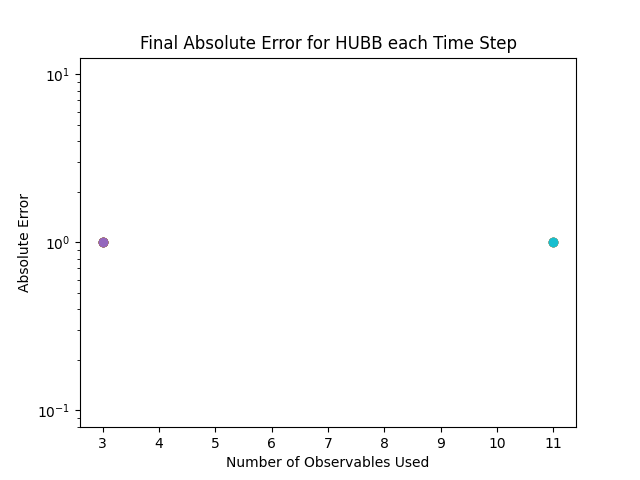 Final Absolute Error for HUBB each Time Step
10¹
10⁰
10⁻¹
Absolute Error
3 4 5 6 7 8 9 10 11
Number of Observables Used